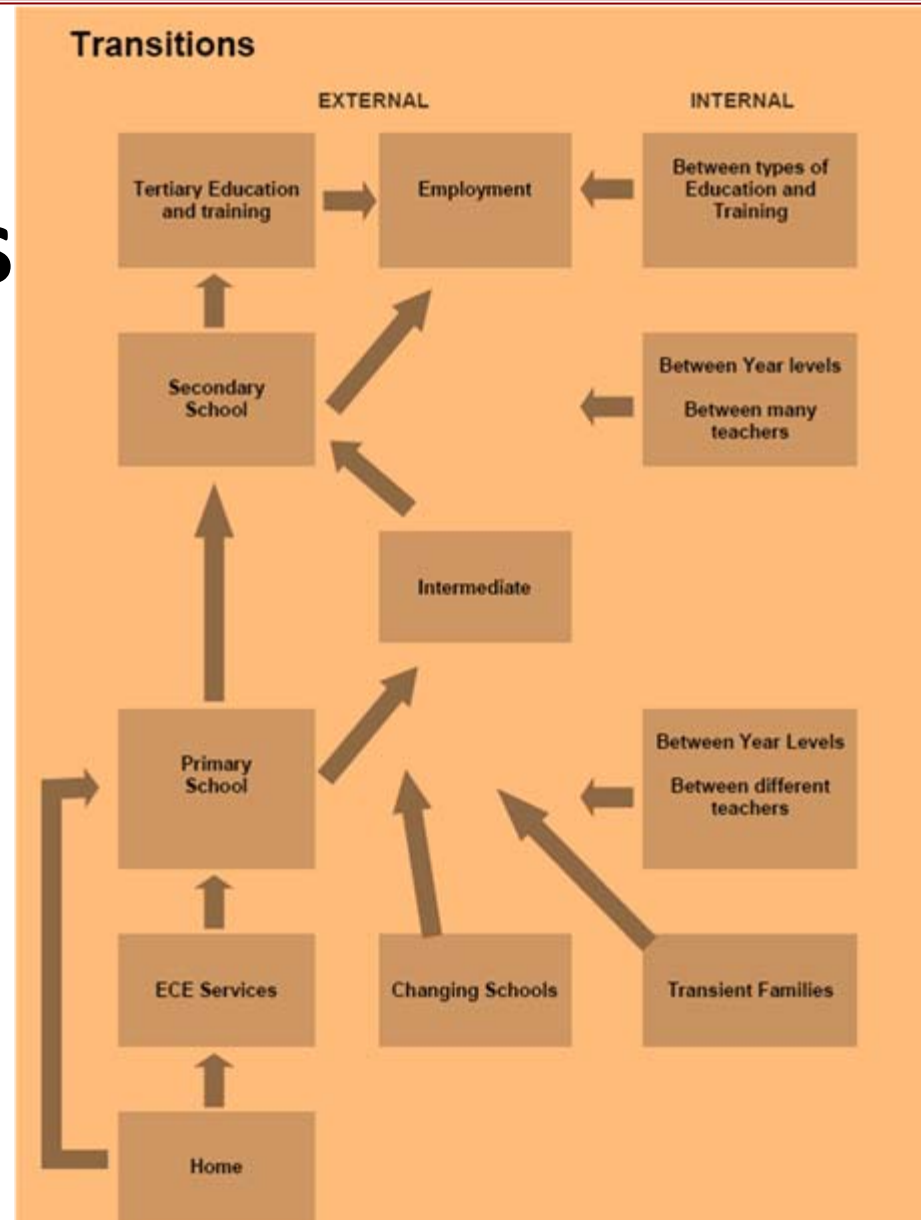 Transitions
EXTERNAL
INTERNAL
Tertiary Education
and training
Employment
Between types of
Education and
Training
s
Secondary
School
Between Year levels
Between many
teachers
Intermediate
Primary
School
Between Year Levels
Between different
teachers
ECE Services
Changing Schools
Transient Families
Home